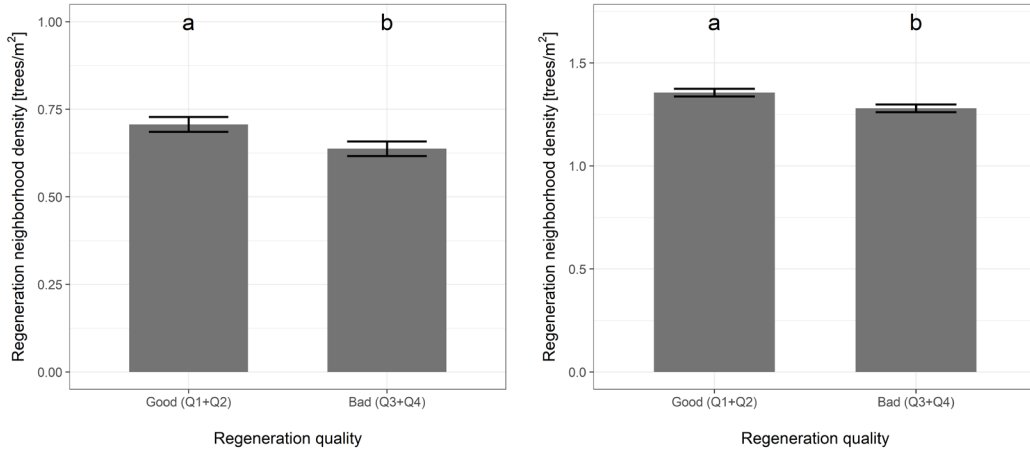 Regeneration neighborhood density [trees/m²]
1.00
0.75
0.50
0.25
0.00
a
b
Good (Q1+Q2)
Bad (Q3+Q4)
Regeneration quality
Regeneration neighborhood density [trees/m²]
1.5
1.0
0.5
0.0
a
b
Good (Q1+Q2)
Bad (Q3+Q4)
Regeneration quality